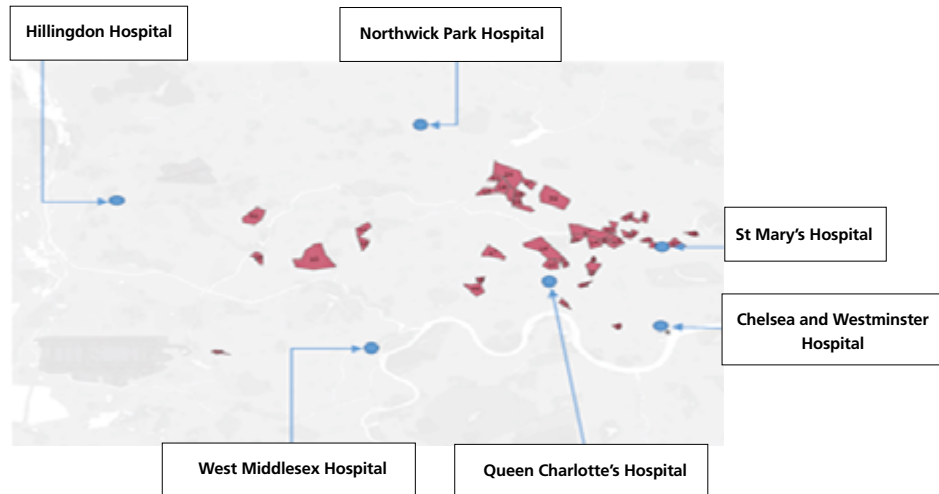 Hillingdon Hospital
Northwick Park Hospital
St Mary's Hospital
Chelsea and Westminster
Hospital
West Middlesex Hospital
Queen Charlotte's Hospital